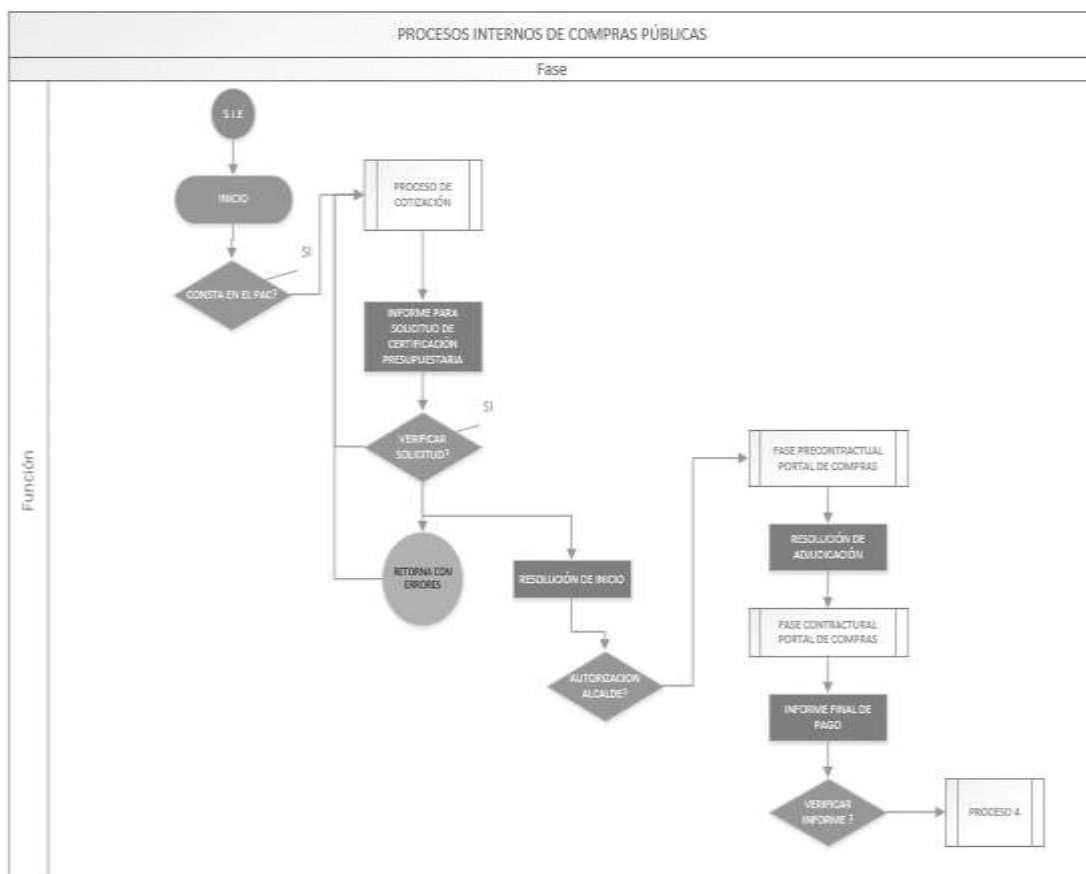 PROCESOS INTERNOS DE COMPRAS PÚBLICAS
Fase
Función
S.I.E
INICIO
CONSTA EN EL PAC?
SI
PROCESO DE
COTIZACIÓN
INFORME PARA
SOLICITUD DE
CERTIFICACIÓN
PRESUPUESTARIA
VERIFICAR
SOLICITUD?
SI
RETORNA CON
ERRORES
RESOLUCIÓN DE INICIO
AUTORIZACION
ALCALDE?
FASE PRECONTRACTUAL
PORTAL DE COMPRAS
RESOLUCIÓN DE
ADJUDICACIÓN
FASE CONTRACTURAL
PORTAL DE COMPRAS
INFORME FINAL DE
PAGO
VERIFICAR
INFORME ?
PROCESO 4